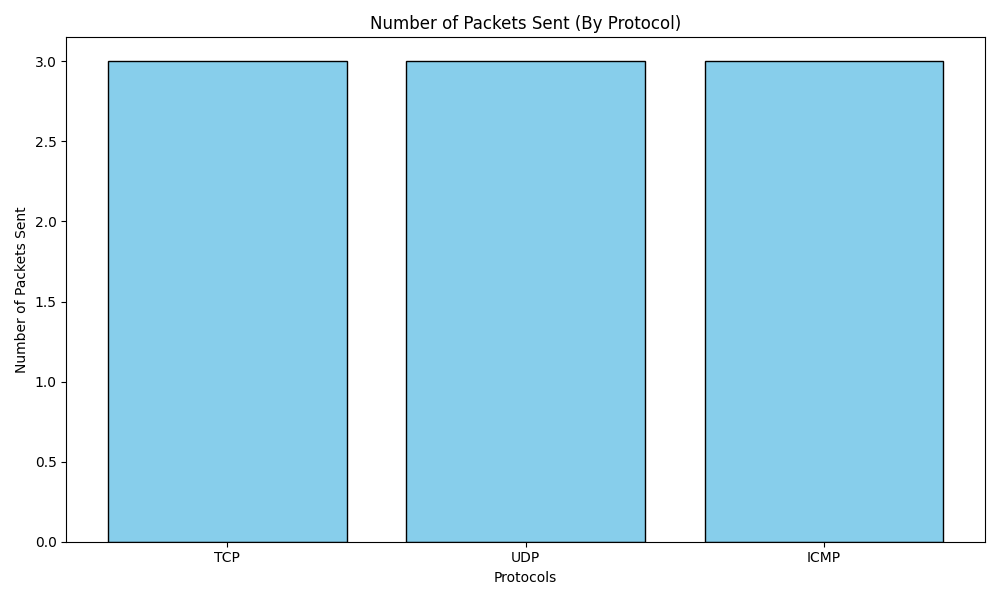 Number of Packets Sent (By Protocol)
Number of Packets Sent
3.0
2.5
2.0
1.5
1.0
0.5
0.0
TCP
UDP
ICMP
Protocols